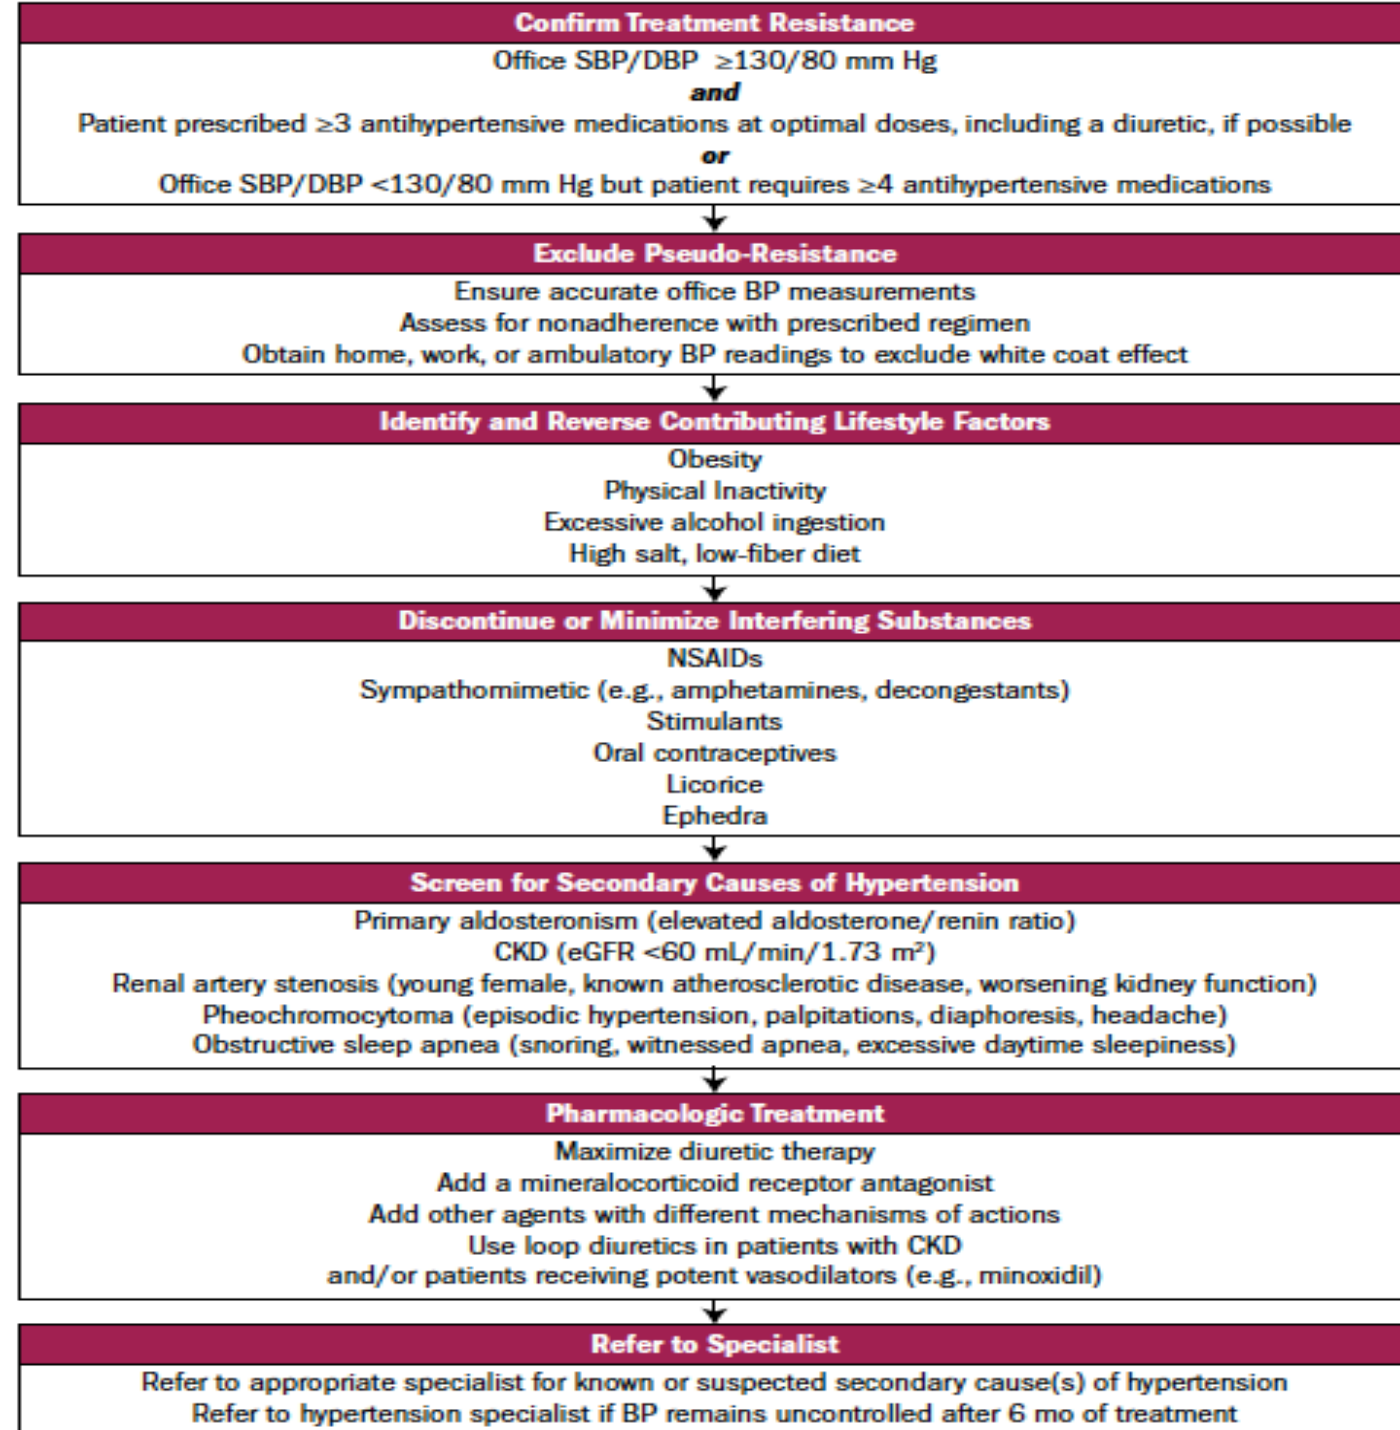 Confirm Treatment Resistance
Office SBP/DBP ≥130/80 mm Hg
and
Patient prescribed ≥3 antihypertensive medications at optimal doses, including a diuretic, if possible
or
Office SBP/DBP <130/80 mm Hg but patient requires ≥4 antihypertensive medications
Exclude Pseudo-Resistance
Ensure accurate office BP measurements
Assess for nonadherence with prescribed regimen
Obtain home, work, or ambulatory BP readings to exclude white coat effect
Identify and Reverse Contributing Lifestyle Factors
Obesity
Physical Inactivity
Excessive alcohol ingestion
High salt, low-fiber diet
Discontinue or Minimize Interfering Substances
NSAIDs
Sympathomimetic (e.g., amphetamines, decongestants)
Stimulants
Oral contraceptives
Licorice
Ephedra
Screen for Secondary Causes of Hypertension
Primary aldosteronism (elevated aldosterone/renin ratio)
CKD (eGFR <60 mL/min/1.73 m²)
Renal artery stenosis (young female, known atherosclerotic disease, worsening kidney function)
Pheochromocytoma (episodic hypertension, palpitations, diaphoresis, headache)
Obstructive sleep apnea (snoring, witnessed apnea, excessive daytime sleepiness)
Pharmacologic Treatment
Maximize diuretic therapy
Add a mineralocorticoid receptor antagonist
Add other agents with different mechanisms of actions
Use loop diuretics in patients with CKD
and/or patients receiving potent vasodilators (e.g., minoxidil)
Refer to Specialist
Refer to appropriate specialist for known or suspected secondary cause(s) of hypertension
Refer to hypertension specialist if BP remains uncontrolled after 6 mo of treatment